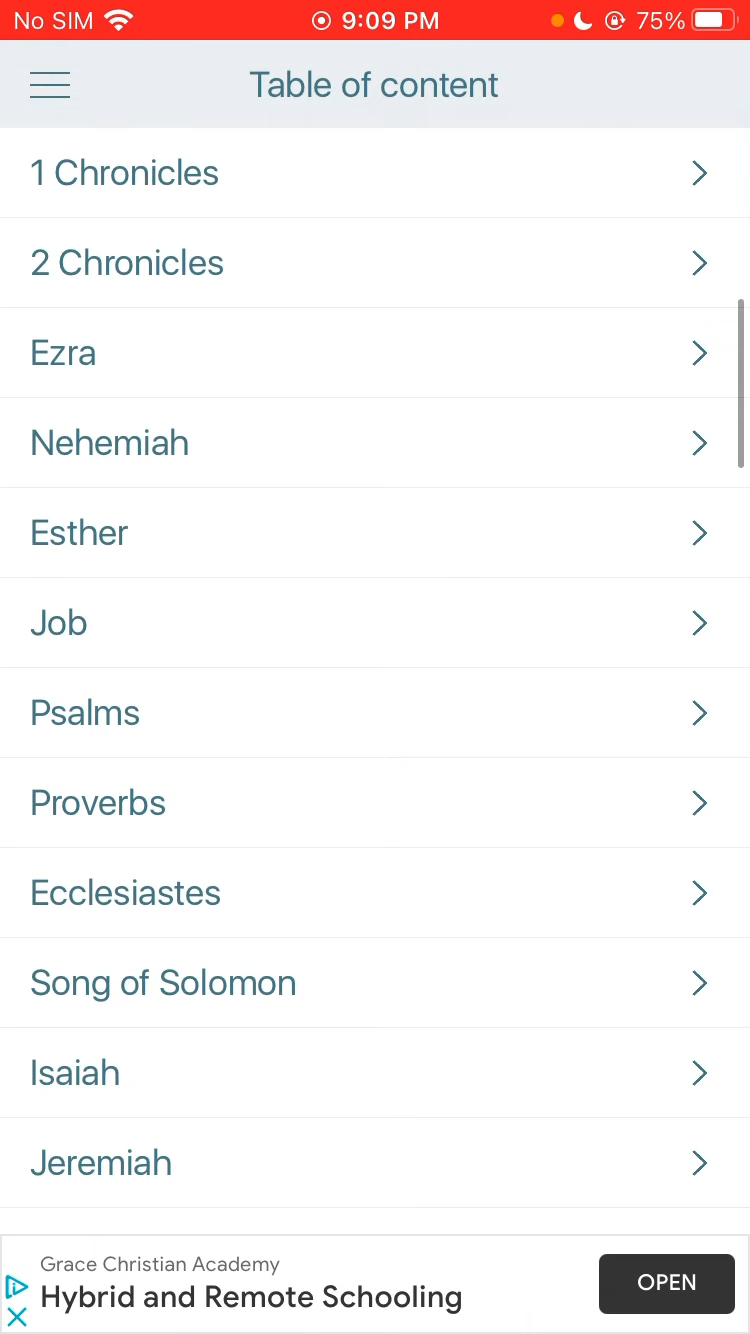 No SIM 9:09 PM 75%
Table of content
1 Chronicles
2 Chronicles
Ezra
Nehemiah
Esther
Job
Psalms
Proverbs
Ecclesiastes
Song of Solomon
Isaiah
Jeremiah
Grace Christian Academy
Hybrid and Remote Schooling
OPEN